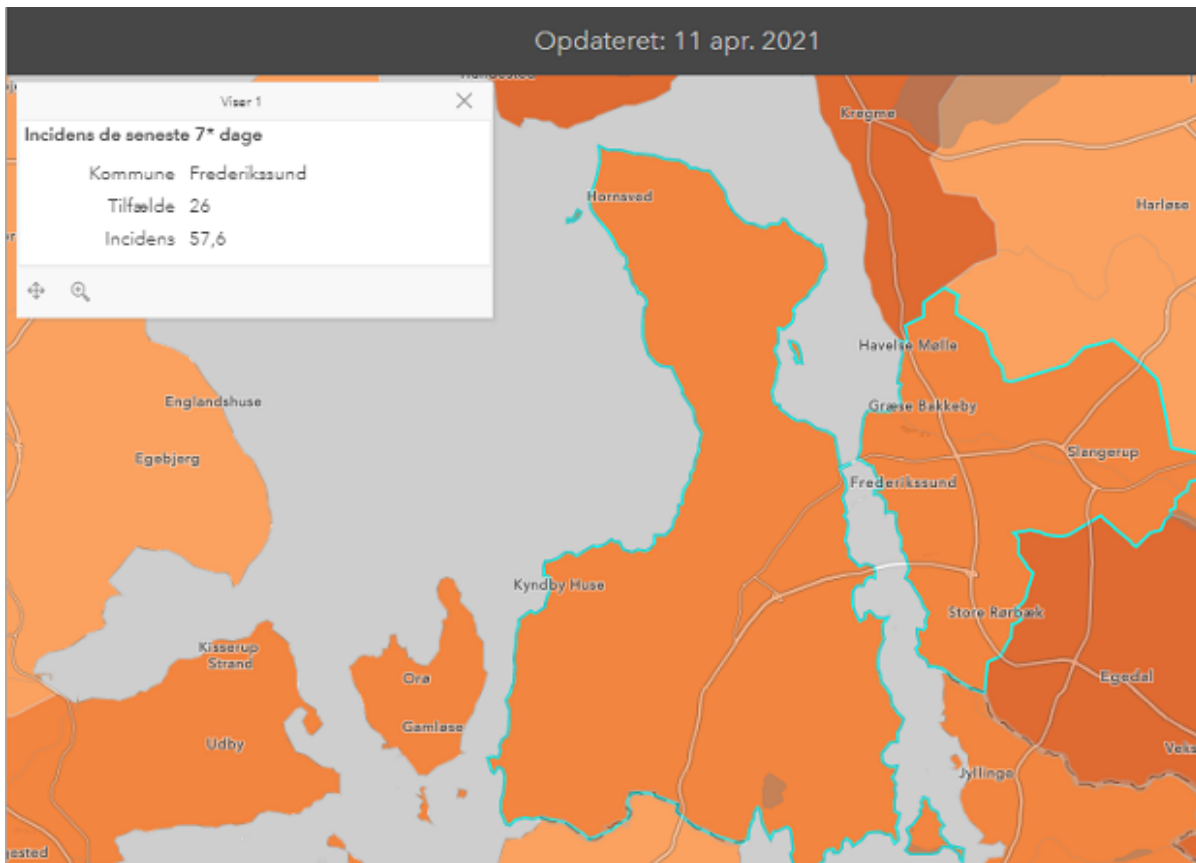 Opdateret: 11 apr. 2021
Viser 1
Incidens de seneste 7* dage
Kommune Frederikssund
Tilfælde 26
Incidens 57,6
Kregme
Hornsved
Harløse
Havelse Mølle
Englandshuse
Græse Bakkeby
Egebjerg
Slangerup
Frederikssund
Kyndby Huse
Store Rørbæk
Kisserup
Strand
Orø
Egedal
Gamløse
Udby
Jyllinge